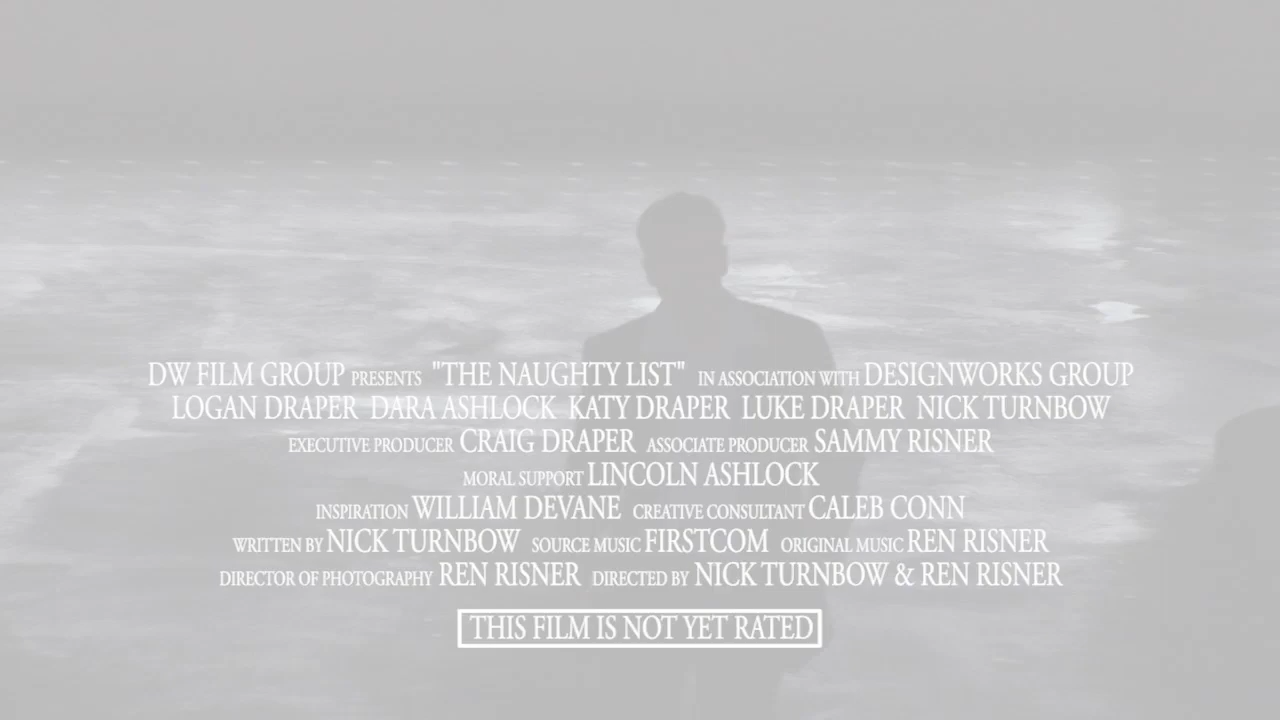 DW FILM GROUP PRESENTS "THE NAUGHTY LIST" IN ASSOCIATION WITH DESIGNWORKS GROUP
LOGAN DRAPER DARA ASHLOCK KATY DRAPER LUKE DRAPER NICK TURNBOW
EXECUTIVE PRODUCER CRAIG DRAPER ASSOCIATE PRODUCER SAMMY RISNER
MORAL SUPPORT LINCOLN ASHLOCK
INSPIRATION WILLIAM DEVANE CREATIVE CONSULTANT CALEB CONN
WRITTEN BY NICK TURNBOW SOURCE MUSIC FIRSTCOM ORIGINAL MUSIC REN RISNER
DIRECTOR OF PHOTOGRAPHY REN RISNER DIRECTED BY NICK TURNBOW & REN RISNER
THIS FILM IS NOT YET RATED